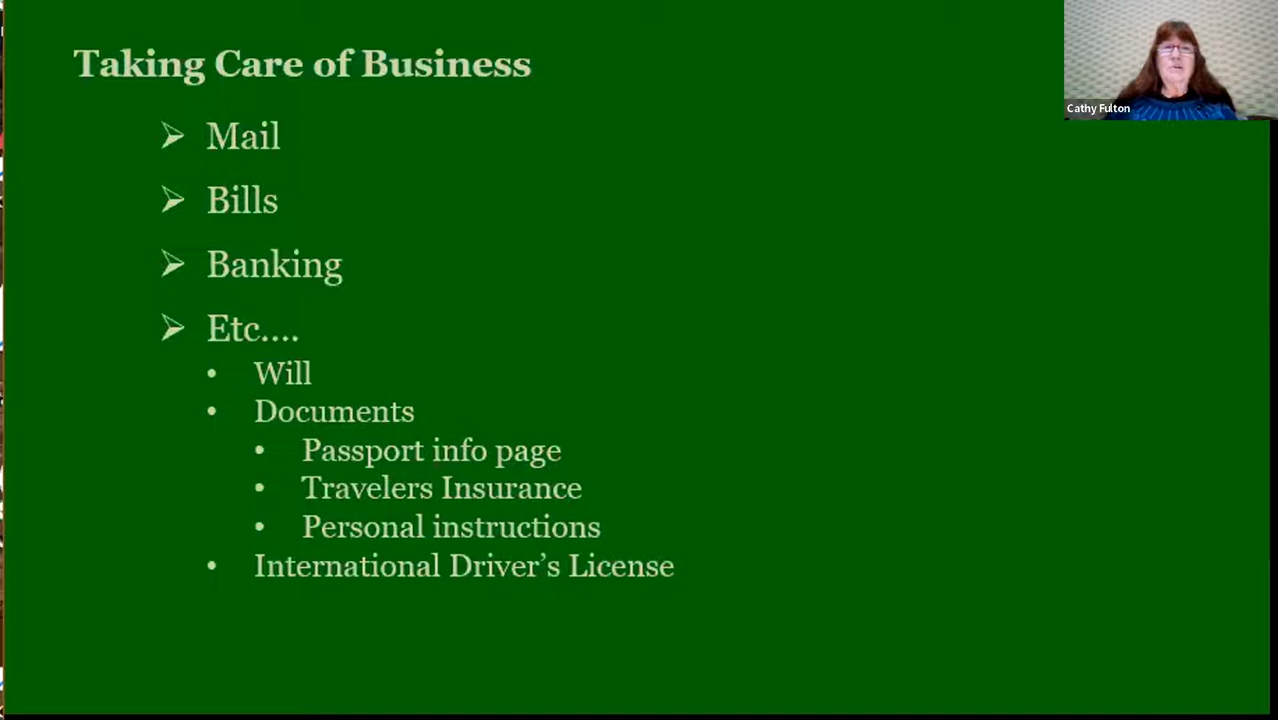 Taking Care of Business
Cathy Fulton
➢ Mail
➢ Bills
➢ Banking
➢ Etc....
• Will
• Documents
• Passport info page
• Travelers Insurance
• Personal instructions
• International Driver’s License